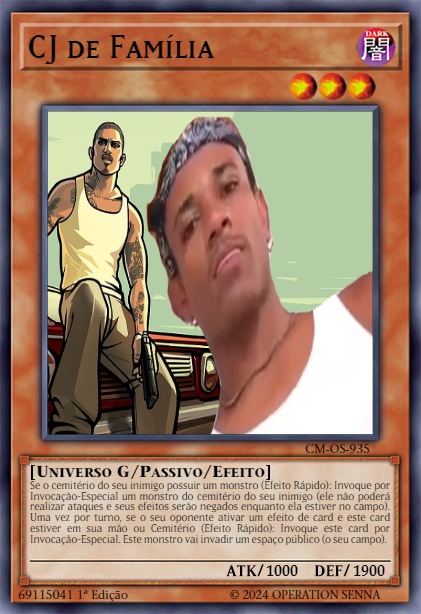 CJ de Família
DARK
闇
CM-OS-935
[Universo G/Passivo/Efeito]
Se o cemitério do seu inimigo possuir um monstro (Efeito Rápido): Invoque por
Invocação-Especial um monstro do cemitério do seu inimigo (ele não poderá
realizar ataques e seus efeitos serão negados enquanto ela estiver no campo).
Uma vez por turno, se o seu oponente ativar um efeito de card e este card
estiver em sua mão ou Cemitério (Efeito Rápido): Invoque este card por
Invocação-Especial. Este monstro vai invadir um espaço público (o seu campo).
ATK/1000 DEF/1900
69115041 1ª Edição © 2024 OPERATION SENNA